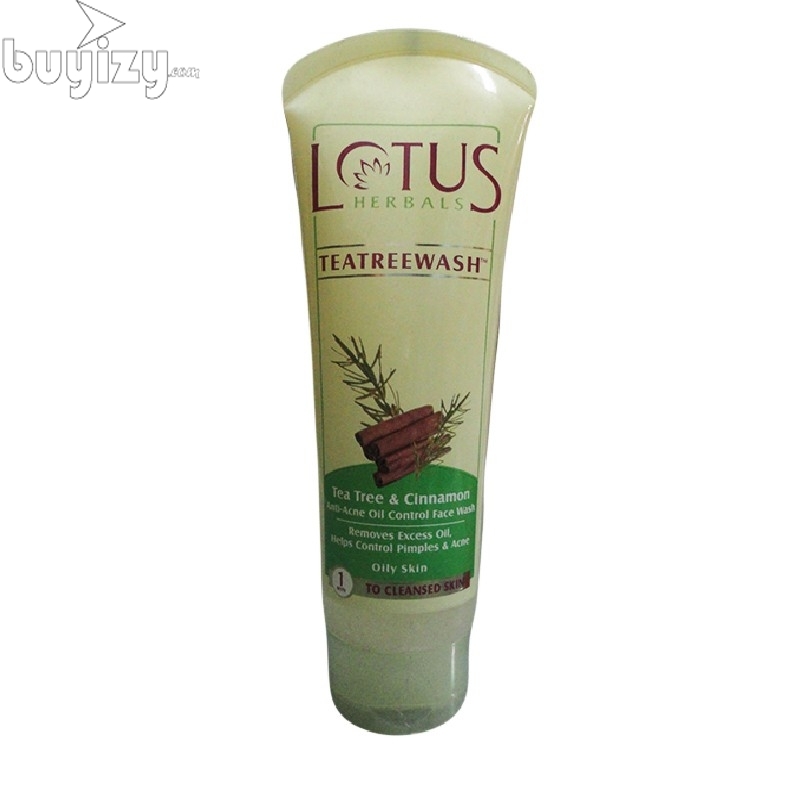 buyizy.com
LOTUS
HERBALS
TEATREEWASH™
Tea Tree & Cinnamon
Anti-Acne Oil Control Face Wash
Removes Excess Oil,
Helps Control Pimples & Acne
Oily Skin
1
TO CLEANSED SKIN